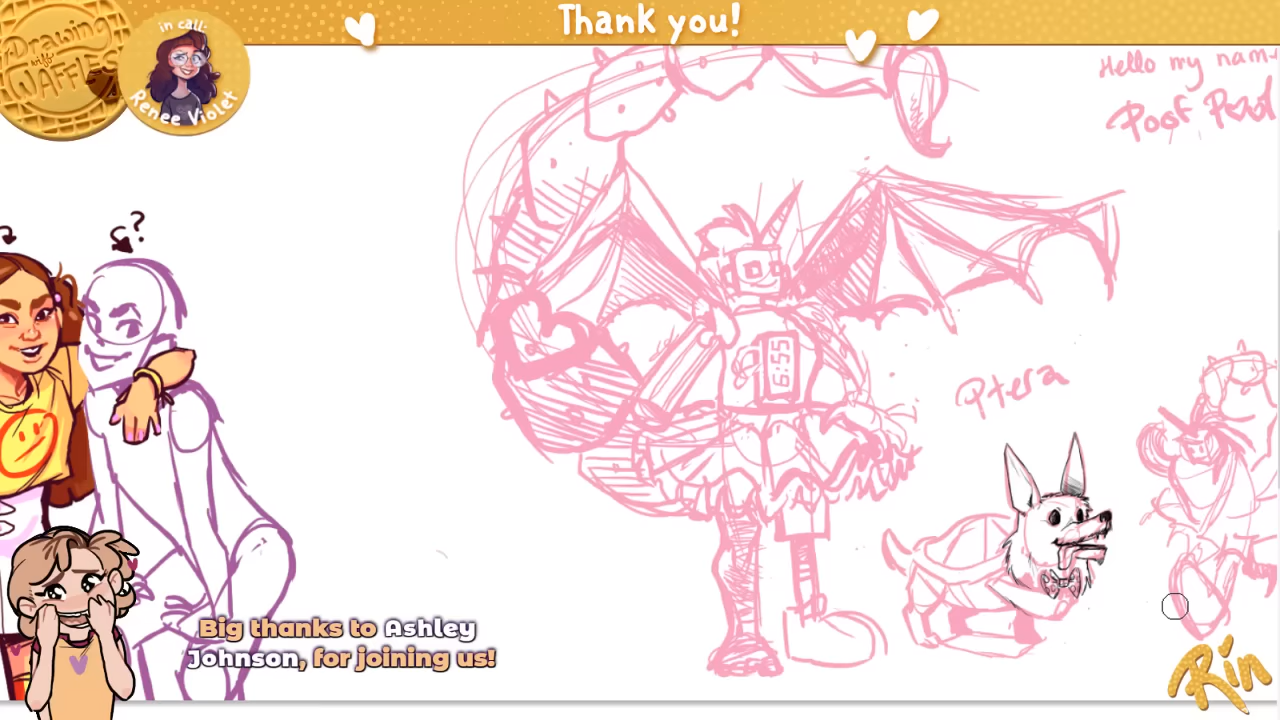 Thank you!
Drawing
with
WAFFLES
in call:
Renee Violet
Hello my nam
Poof
?
6:55
Ptera
Big thanks to Ashley
Johnson, for joining us!
Rin